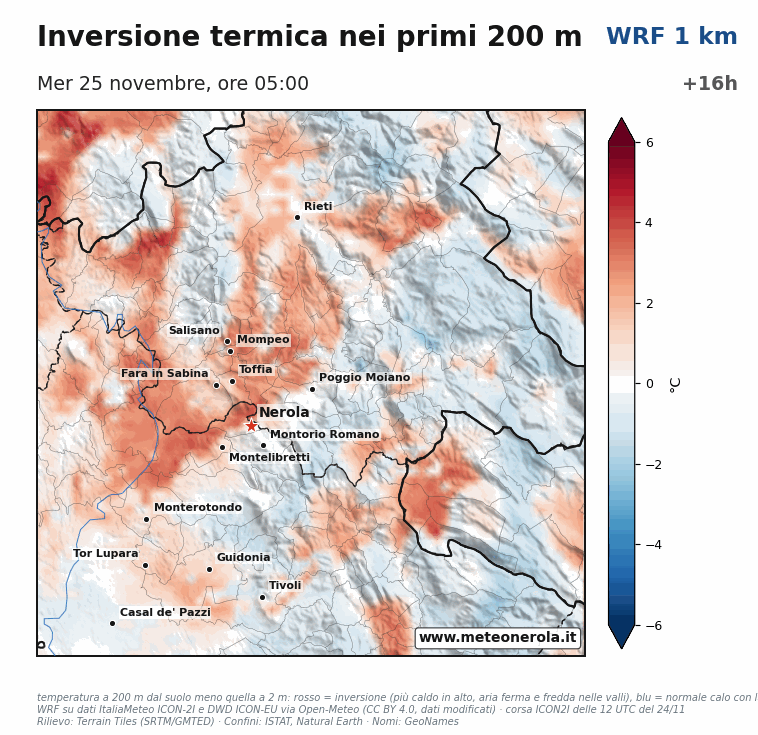 Inversione termica nei primi 200 m WRF 1 km
Mer 25 novembre, ore 05:00 +16h
Rieti
Salisano
Mompeo
Fara in Sabina
Toffia
Poggio Moiano
Nerola
Montorio Romano
Montelibretti
Monterotondo
Tor Lupara
Guidonia
Tivoli
Casal de' Pazzi
www.meteonerola.it
6
4
2
0
−2
−4
−6
°C
temperatura a 200 m dal suolo meno quella a 2 m: rosso = inversione (più caldo in alto, aria ferma e fredda nelle valli), blu = normale calo con l
WRF su dati ItaliaMeteo ICON-2I e DWD ICON-EU via Open-Meteo (CC BY 4.0, dati modificati) · corsa ICON2I delle 12 UTC del 24/11
Rilievo: Terrain Tiles (SRTM/GMTED) · Confini: ISTAT, Natural Earth · Nomi: GeoNames